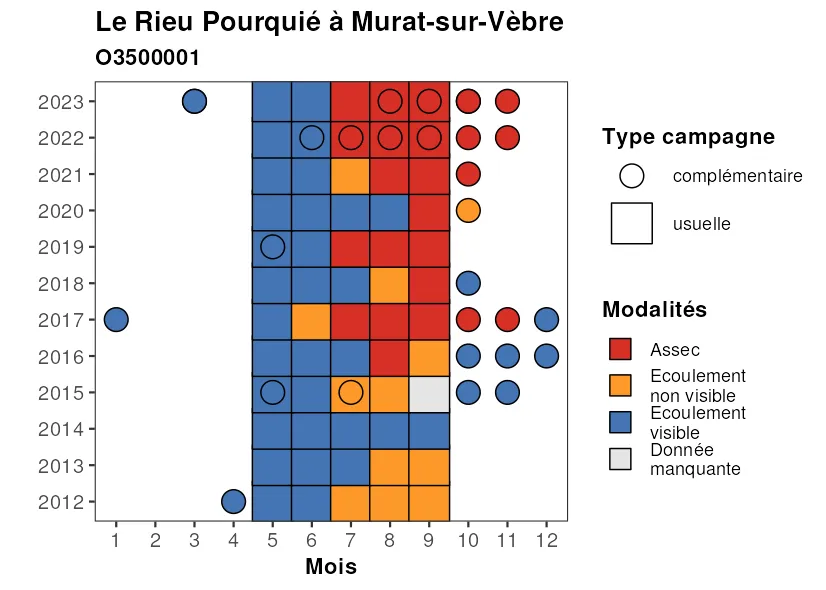 Le Rieu Pourquié à Murat-sur-Vèbre
O3500001
2023
2022
2021
2020
2019
2018
2017
2016
2015
2014
2013
2012
1 2 3 4 5 6 7 8 9 10 11 12
Mois
Type campagne
complémentaire
usuelle
Modalités
Assec
Ecoulement
non visible
Ecoulement
visible
Donnée
manquante